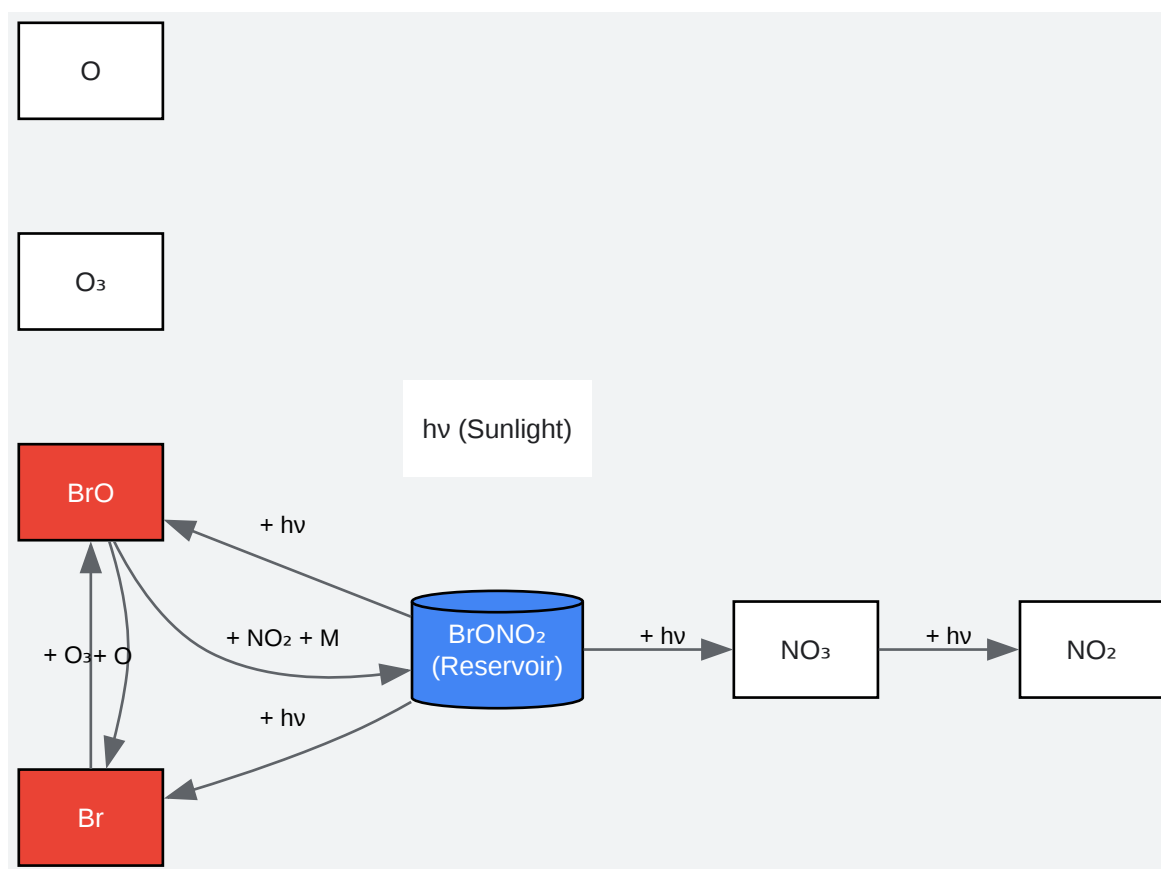 O
O₃
hν (Sunlight)
BrO
+ hν
BrONO₂
(Reservoir)
+ NO₂ + M
+ hν
NO₃
+ hν
NO₂
+ O₃
+ O
+ hν
Br